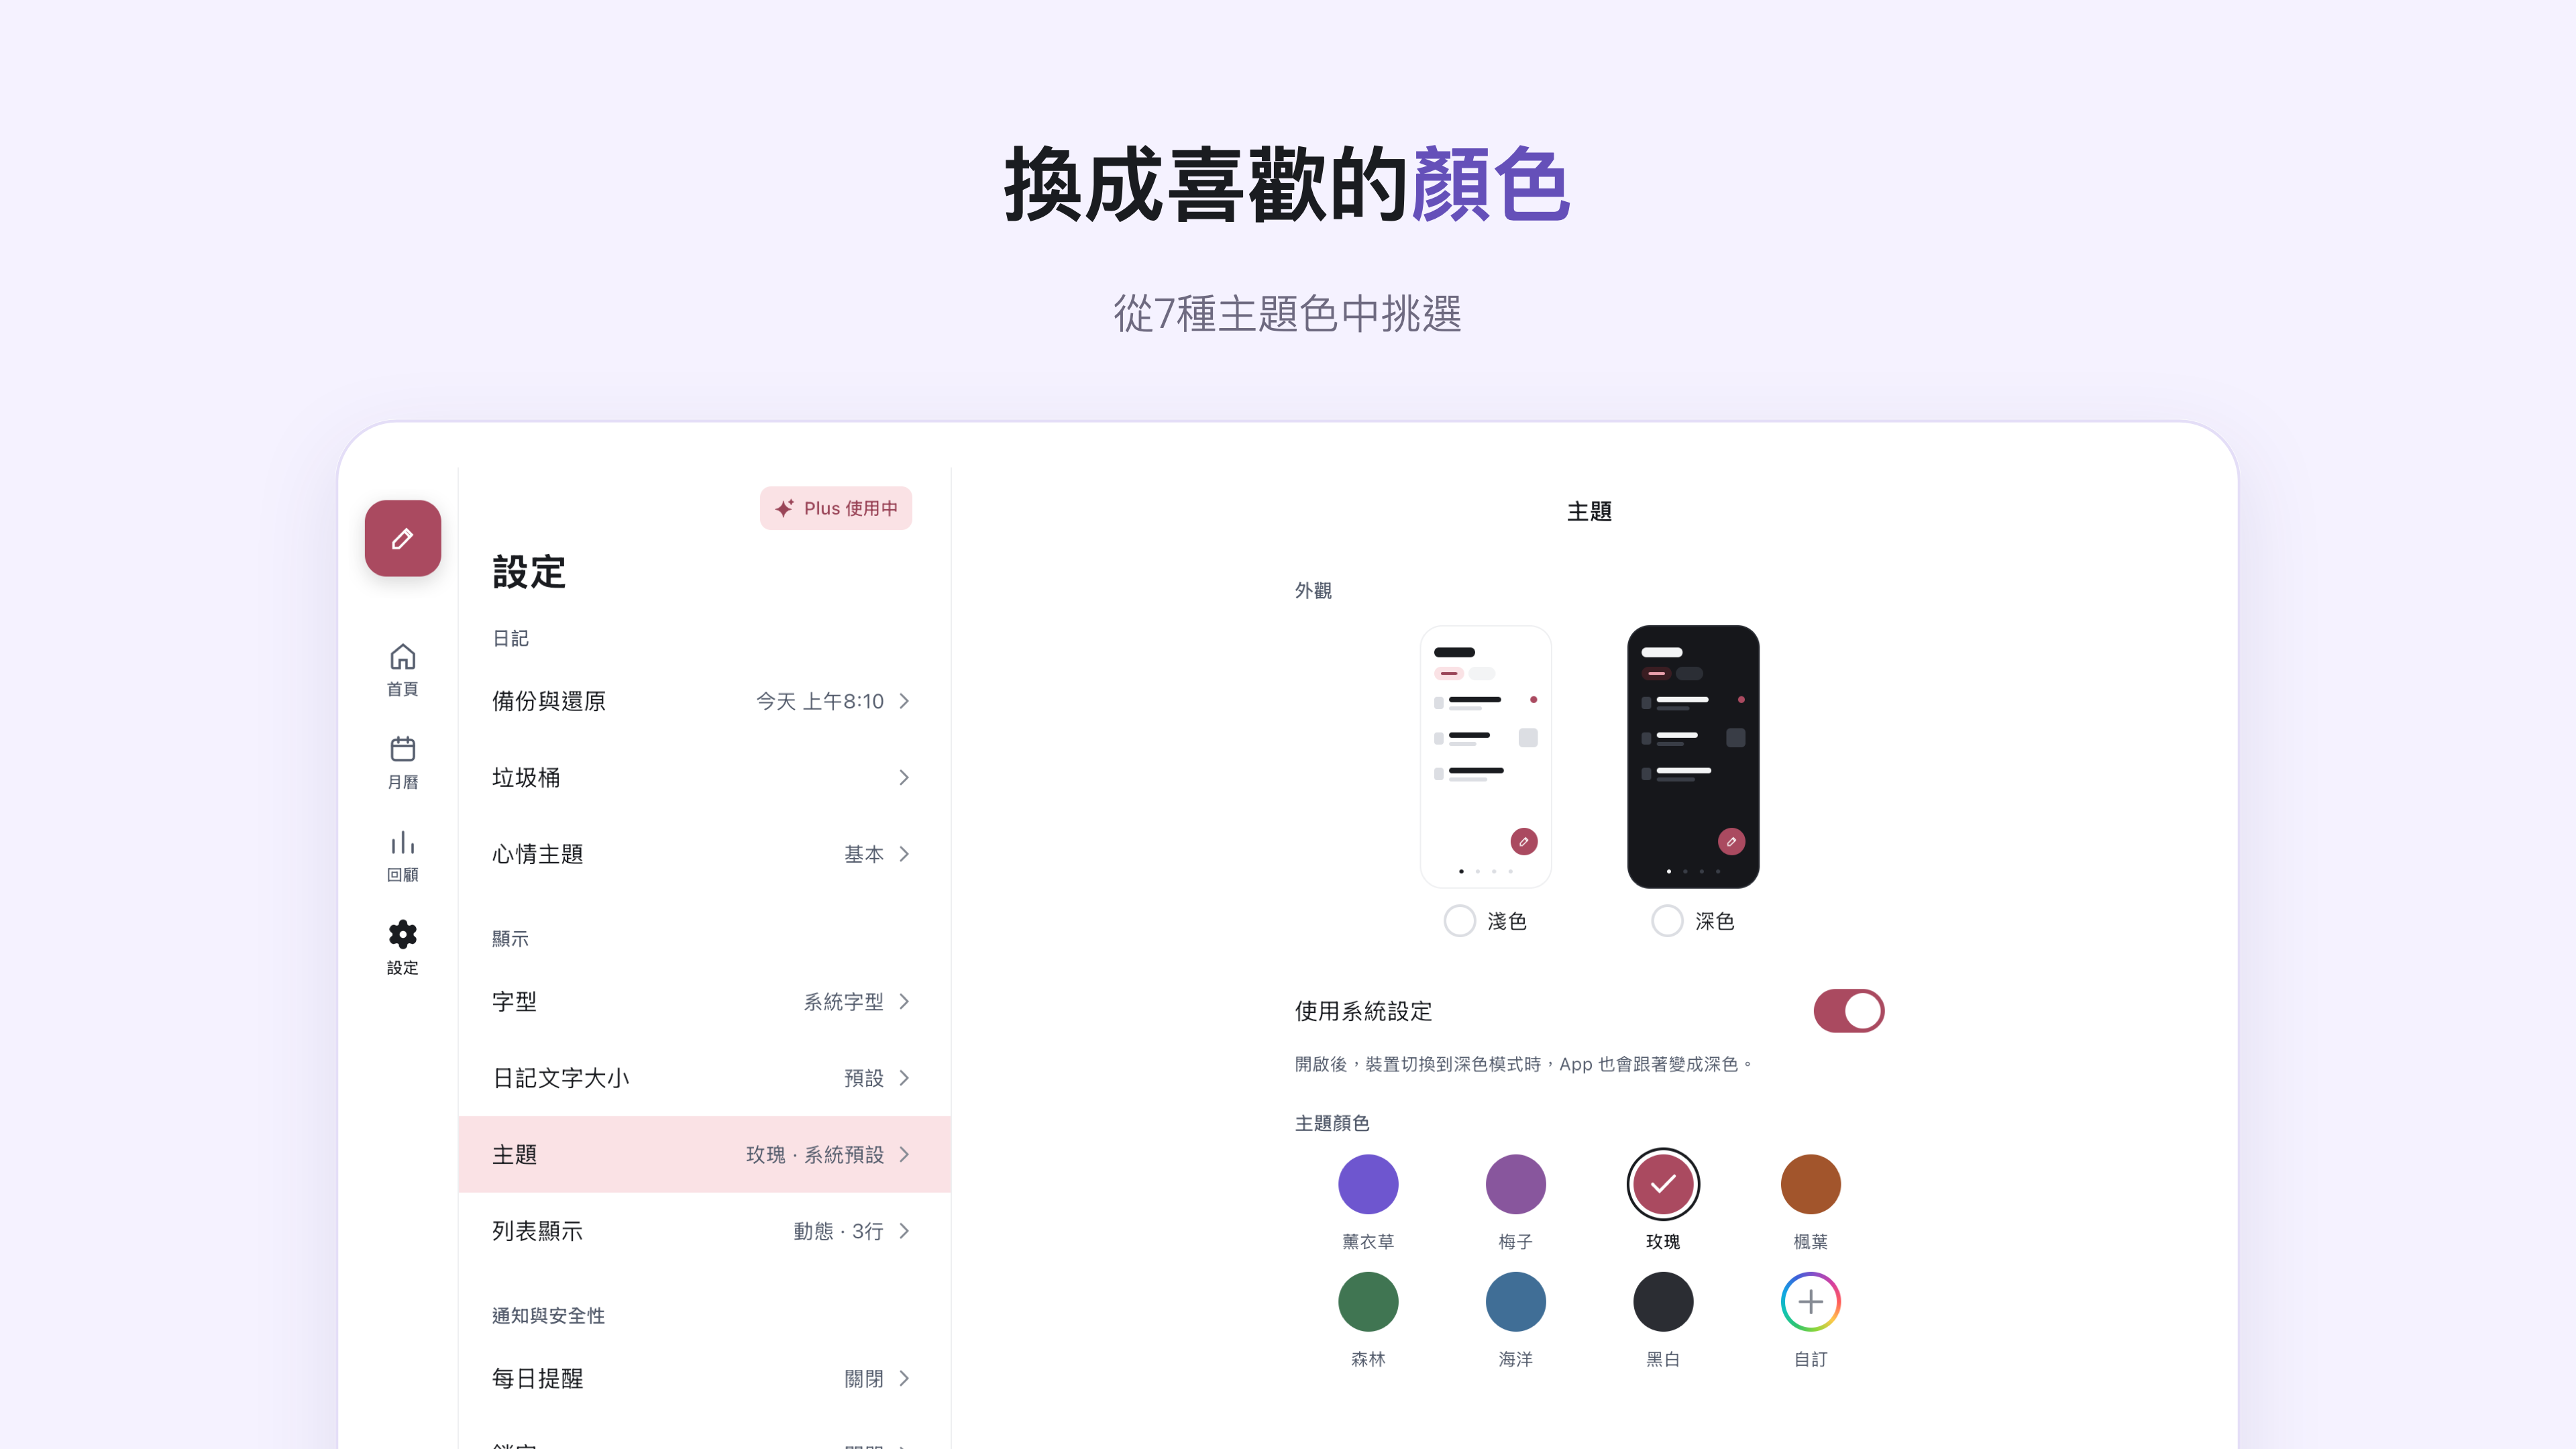 換成喜歡的顏色
從7種主題色中挑選
首頁
月曆
回顧
設定
Plus 使用中
設定
日記
備份與還原 今天 上午8:10
垃圾桶
心情主題 基本
顯示
字型 系統字型
日記文字大小 預設
主題 玫瑰 · 系統預設
列表顯示 動態 · 3行
通知與安全性
每日提醒 關閉
主題
外觀
淺色 深色
使用系統設定
開啟後，裝置切換到深色模式時，App 也會跟著變成深色。
主題顏色
薰衣草 梅子 玫瑰 楓葉
森林 海洋 黑白 自訂